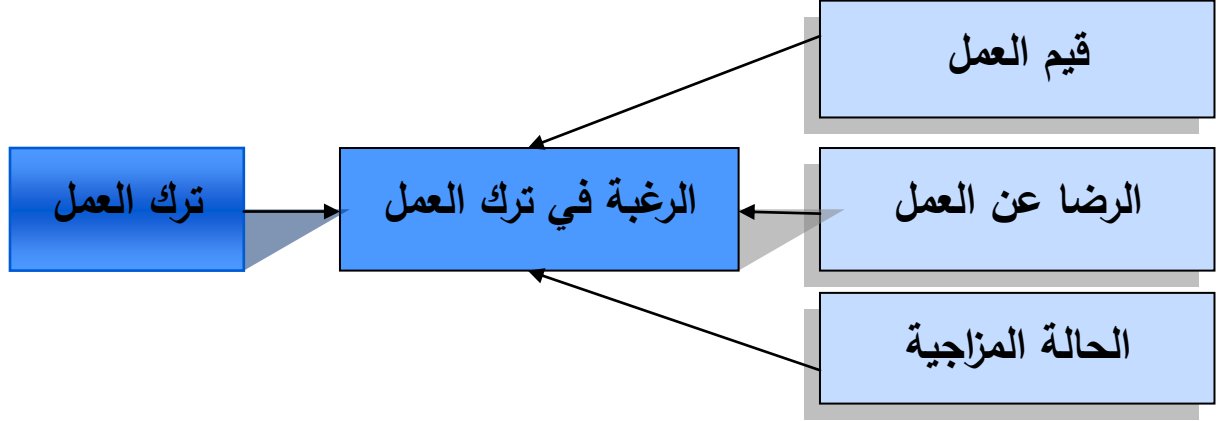 قيم العمل
الرضا عن العمل
الرغبة في ترك العمل
ترك العمل
الحالة المزاجية